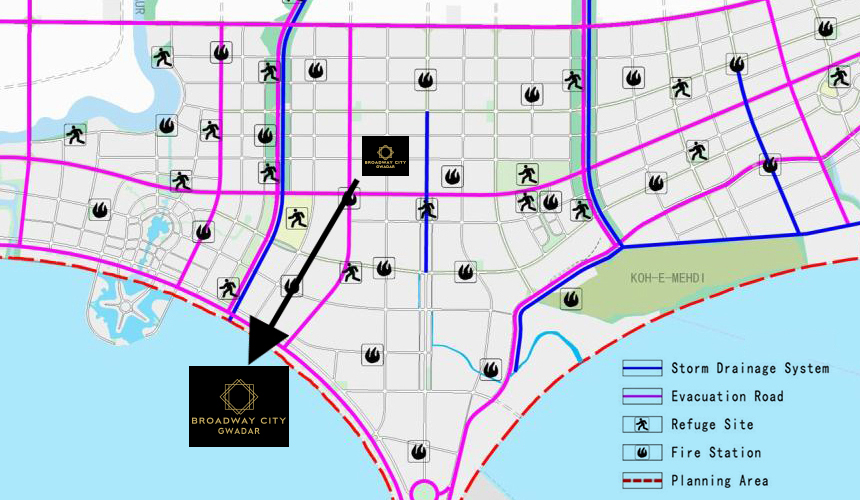 UR
BROADWAY CITY
GWADAR
KOH-E-MEHDI
BROADWAY CITY
GWADAR
Storm Drainage System
Evacuation Road
Refuge Site
Fire Station
Planning Area